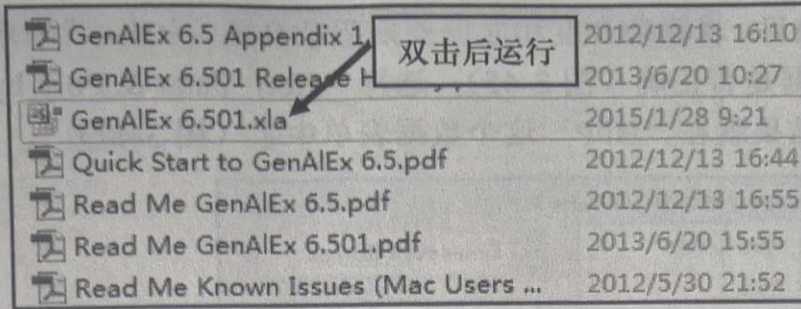 GenAlEx 6.5 Appendix 1. 2012/12/13 16:10
双击后运行
GenAlEx 6.501 Release H 2013/6/20 10:27
GenAlEx 6.501.xla 2015/1/28 9:21
Quick Start to GenAlEx 6.5.pdf 2012/12/13 16:44
Read Me GenAlEx 6.5.pdf 2012/12/13 16:55
Read Me GenAlEx 6.501.pdf 2013/6/20 15:55
Read Me Known Issues (Mac Users ... 2012/5/30 21:52